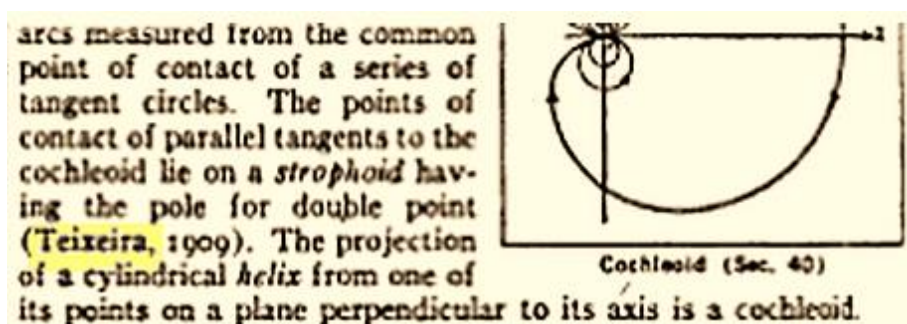 arcs measured from the common
point of contact of a series of
tangent circles. The points of
contact of parallel tangents to the
cochleoid lie on a strophoid hav-
ing the pole for double point
(Teixeira, 1909). The projection
of a cylindrical helix from one of
its points on a plane perpendicular to its axis is a cochleoid.
Cochleoid (Sec. 40)